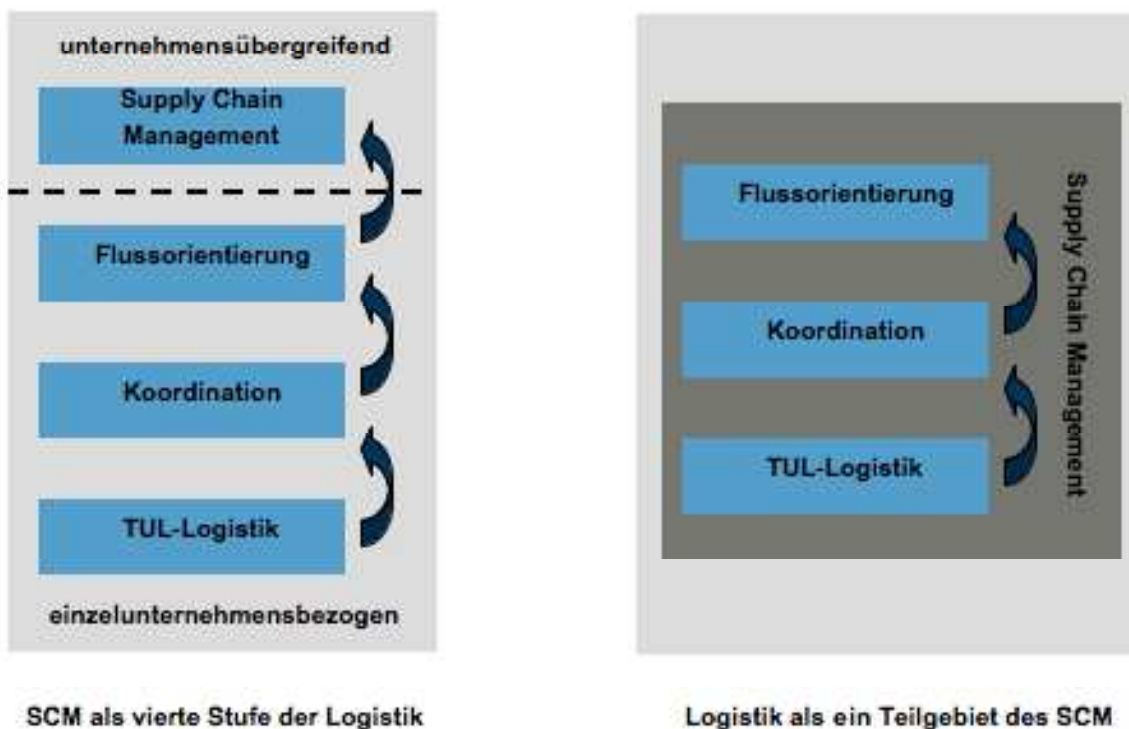 unternehmensübergreifend
Supply Chain
Management
Flussorientierung
Koordination
TUL-Logistik
einzelunternehmensbezogen
SCM als vierte Stufe der Logistik
Flussorientierung
Koordination
TUL-Logistik
Supply Chain Management
Logistik als ein Teilgebiet des SCM